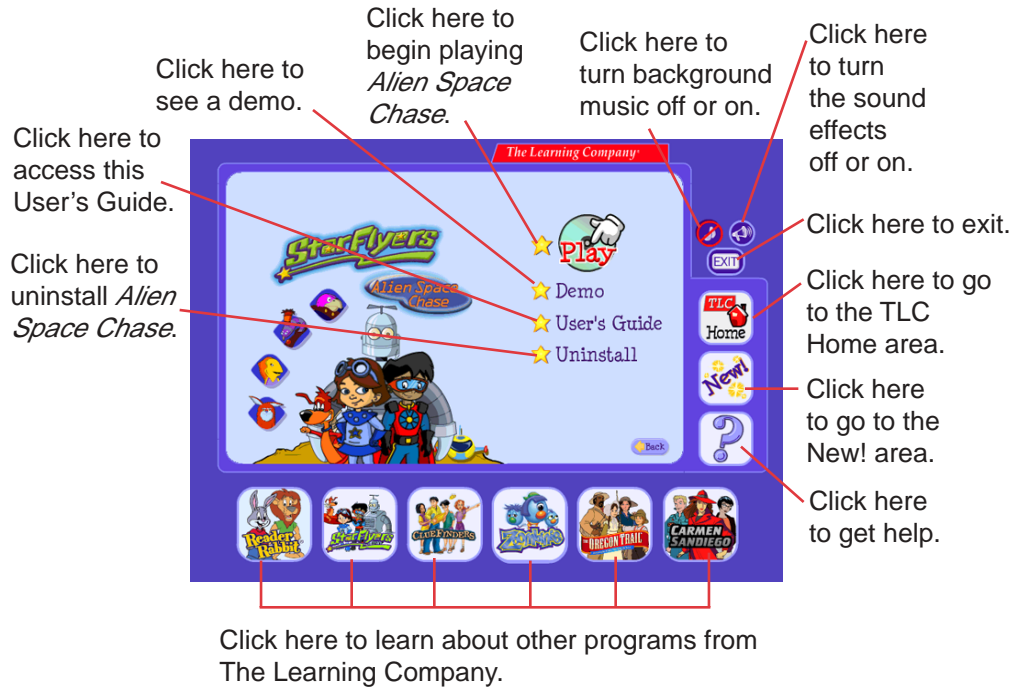 Click here to
begin playing
Alien Space
Chase.
Click here to
see a demo.
Click here to
turn background
music off or on.
Click here
to turn
the sound
effects
off or on.
Click here to
access this
User’s Guide.
Click here to
uninstall Alien
Space Chase.
Click here to exit.
Click here to go
to the TLC
Home area.
Click here
to go to the
New! area.
Click here
to get help.
The Learning Company®
StarFlyers
Alien Space
Chase
Play
Demo
User's Guide
Uninstall
Back
EXIT
TLC
Home
New!
?
Reader
Rabbit
StarFlyers
CLUEFINDERS
Zoombinis
THE OREGON TRAIL
CARMEN
SANDIEGO
Click here to learn about other programs from
The Learning Company.